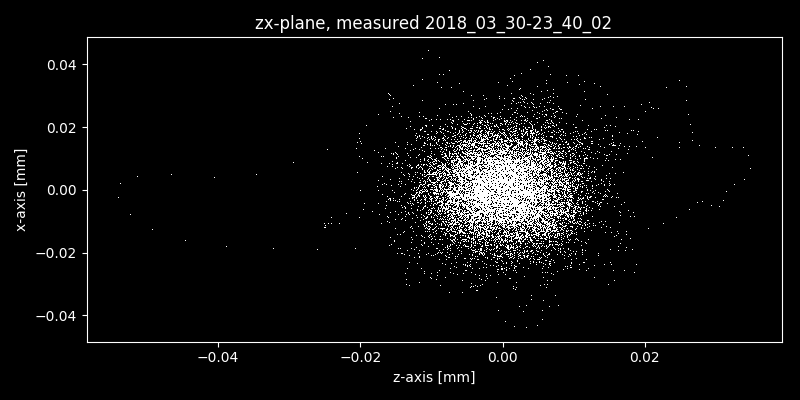 zx-plane, measured 2018_03_30-23_40_02
0.04
0.02
0.00
−0.02
−0.04
x-axis [mm]
−0.04 −0.02 0.00 0.02
z-axis [mm]